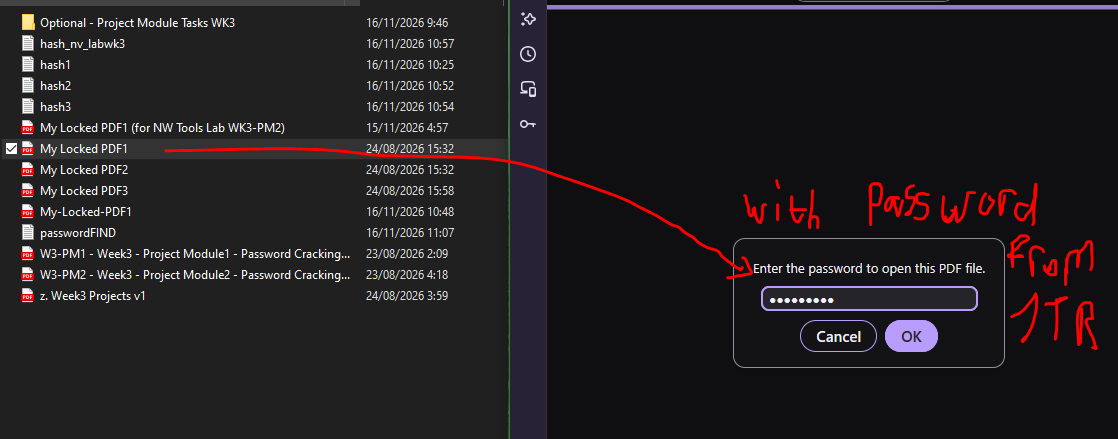 Optional - Project Module Tasks WK3 16/11/2026 9:46
hash_nv_labwk3 16/11/2026 10:57
hash1 16/11/2026 10:25
hash2 16/11/2026 10:52
hash3 16/11/2026 10:54
My Locked PDF1 (for NW Tools Lab WK3-PM2) 15/11/2026 4:57
My Locked PDF1 24/08/2026 15:32
My Locked PDF2 24/08/2026 15:32
My Locked PDF3 24/08/2026 15:58
My-Locked-PDF1 16/11/2026 10:48
passwordFIND 16/11/2026 11:07
W3-PM1 - Week3 - Project Module1 - Password Cracking... 23/08/2026 2:09
W3-PM2 - Week3 - Project Module2 - Password Cracking... 23/08/2026 4:18
z. Week3 Projects v1 24/08/2026 3:59
with Password
From
JTR
Enter the password to open this PDF file.
Cancel OK